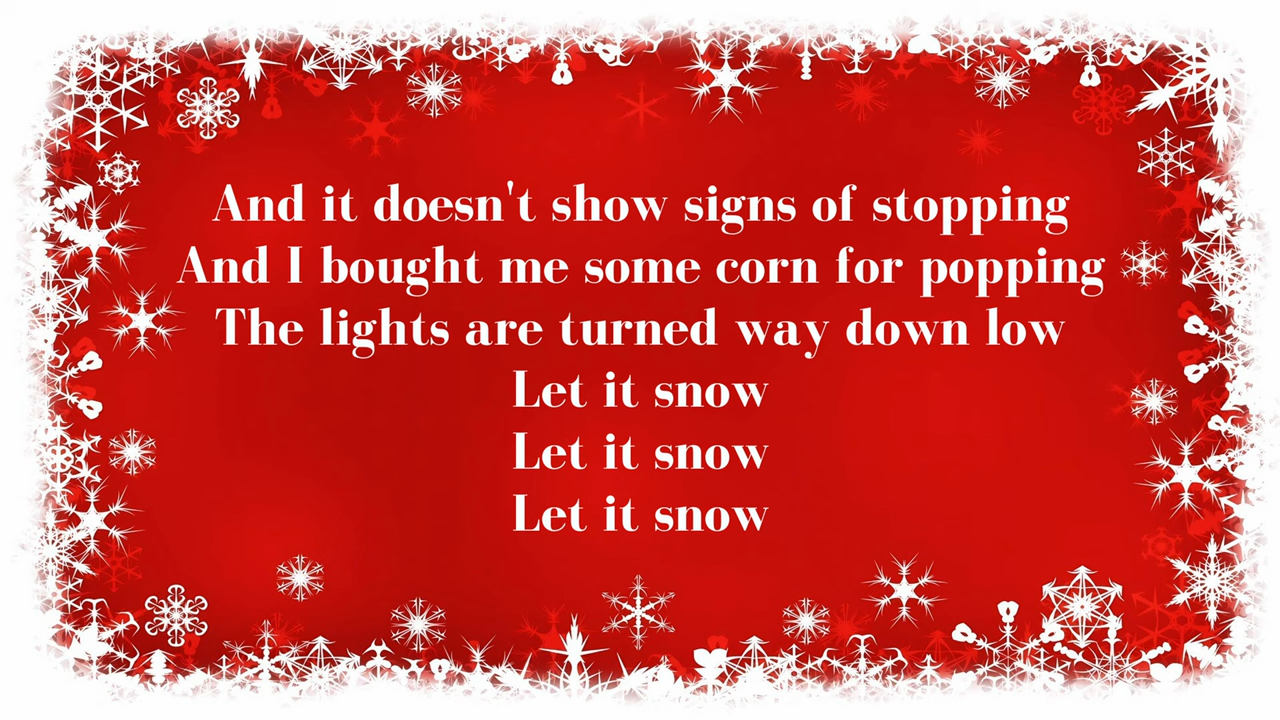 And it doesn't show signs of stopping
And I bought me some corn for popping
The lights are turned way down low
Let it snow
Let it snow
Let it snow